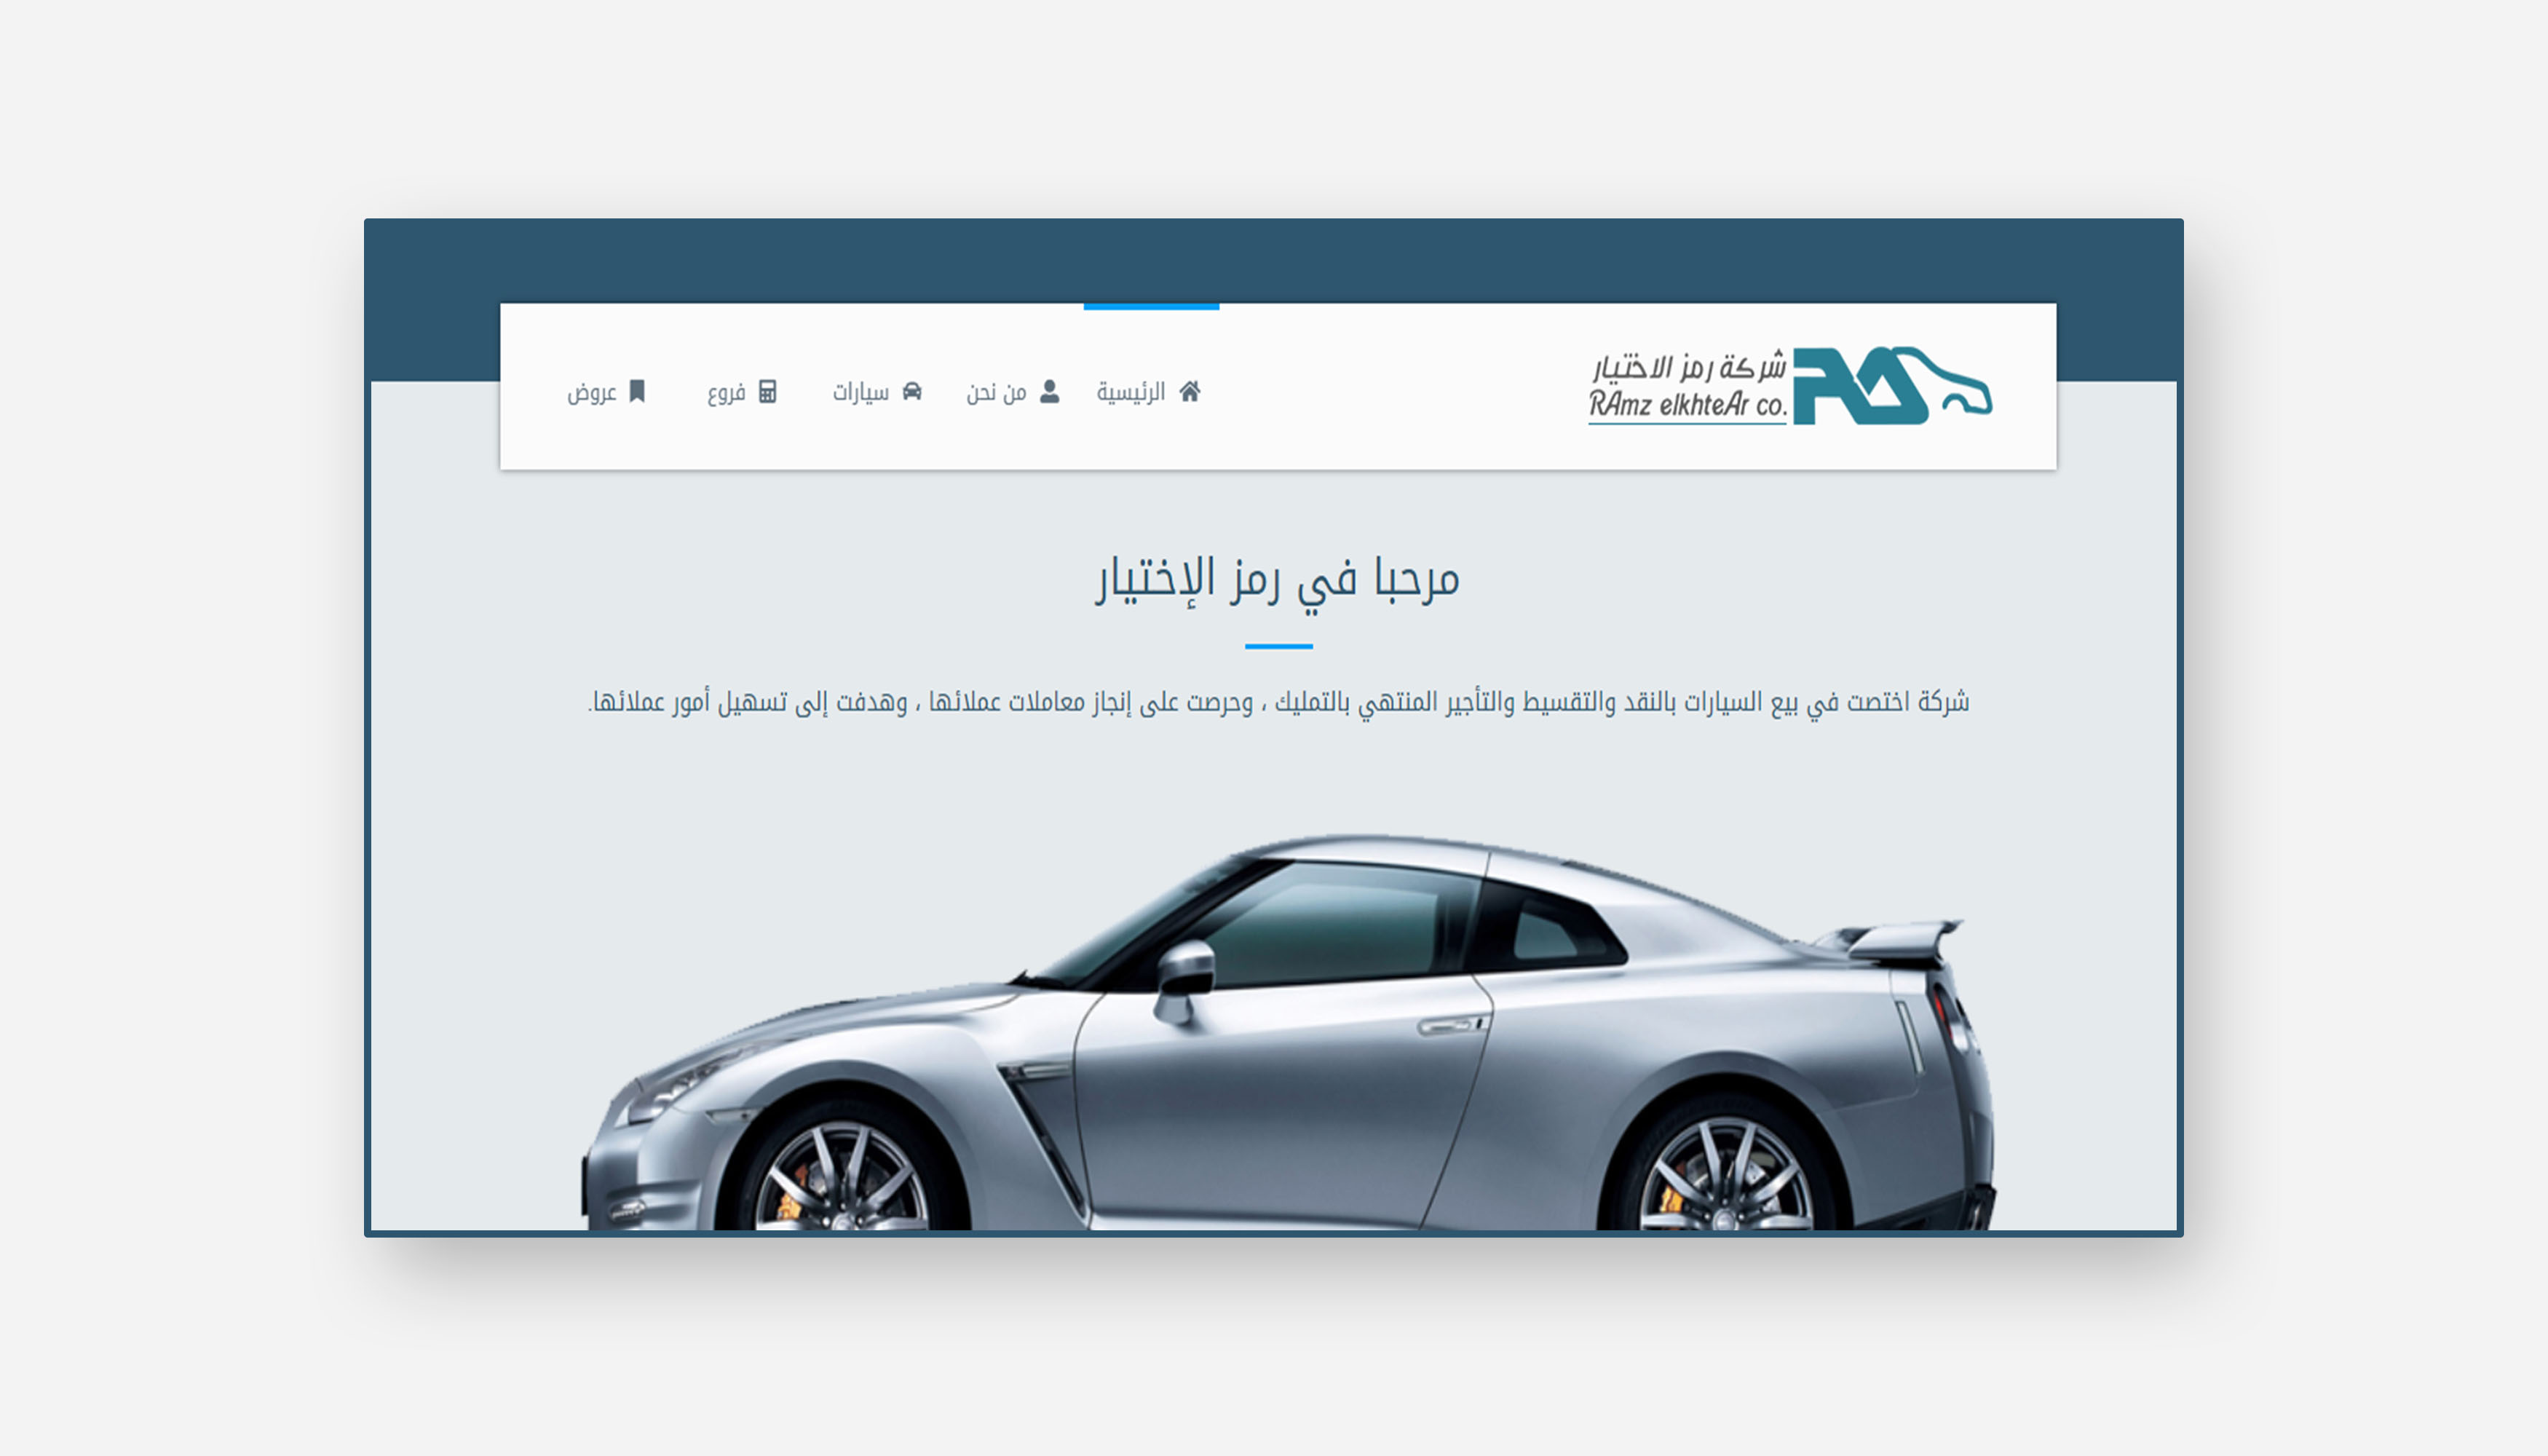 شركة رمز الاختيار
RAmz elkhteAr co.
الرئيسية
من نحن
سيارات
فروع
عروض
مرحبا في رمز الإختيار
شركة اختصت في بيع السيارات بالنقد والتقسيط والتأجير المنتهي بالتمليك ، وحرصت على إنجاز معاملات عملائها ، وهدفت إلى تسهيل أمور عملائها.